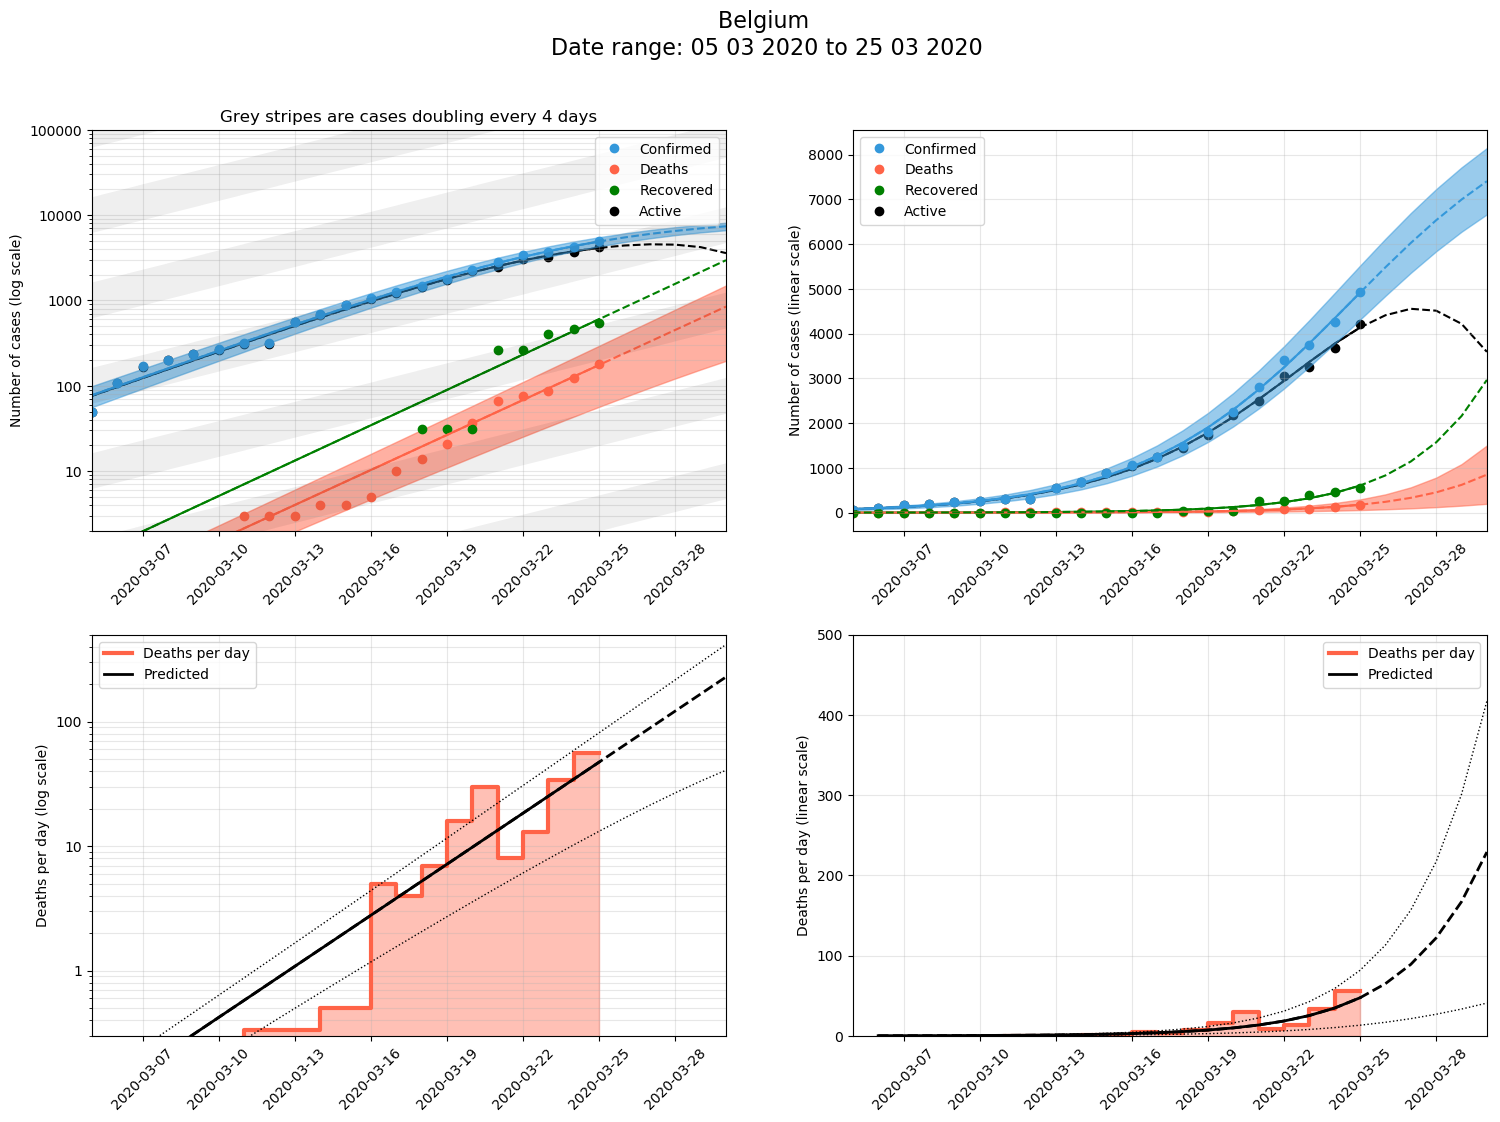 Belgium
Date range: 05 03 2020 to 25 03 2020
Grey stripes are cases doubling every 4 days
Number of cases (log scale)
100000
10000
1000
100
10
Confirmed
Deaths
Recovered
Active
2020-03-07
2020-03-10
2020-03-13
2020-03-16
2020-03-19
2020-03-22
2020-03-25
2020-03-28
Number of cases (linear scale)
8000
7000
6000
5000
4000
3000
2000
1000
0
Confirmed
Deaths
Recovered
Active
2020-03-07
2020-03-10
2020-03-13
2020-03-16
2020-03-19
2020-03-22
2020-03-25
2020-03-28
Deaths per day (log scale)
100
10
1
Deaths per day
Predicted
2020-03-07
2020-03-10
2020-03-13
2020-03-16
2020-03-19
2020-03-22
2020-03-25
2020-03-28
Deaths per day (linear scale)
500
400
300
200
100
0
Deaths per day
Predicted
2020-03-07
2020-03-10
2020-03-13
2020-03-16
2020-03-19
2020-03-22
2020-03-25
2020-03-28